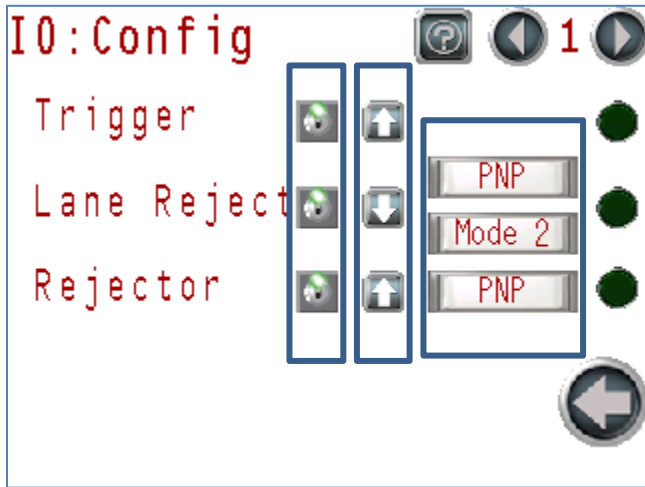 IO:Config
1
Trigger
PNP
Lane Reject
Mode 2
Rejector
PNP